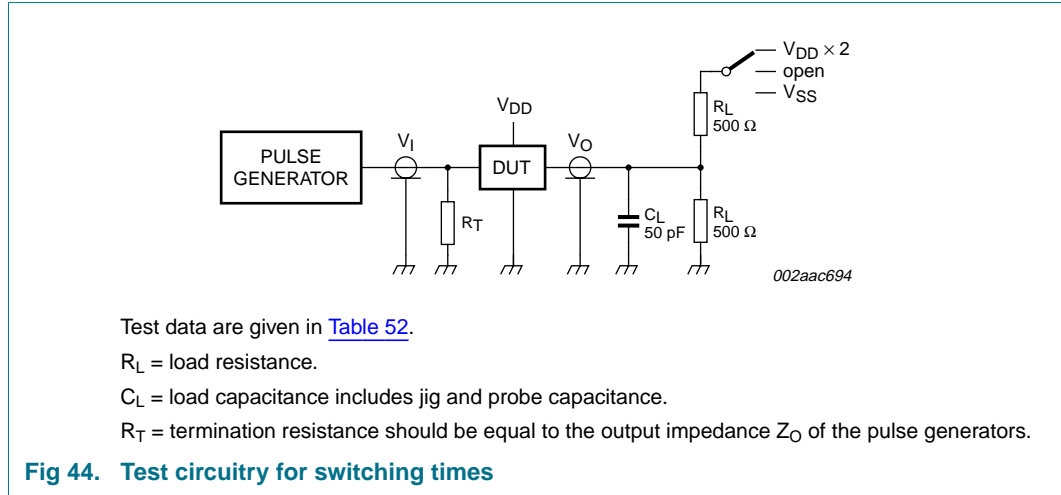 V_DD × 2
open
V_SS
R_L
500 Ω
V_DD
V_I
V_O
PULSE
GENERATOR
DUT
R_T
C_L
50 pF
R_L
500 Ω
002aac694
Test data are given in Table 52.
R_L = load resistance.
C_L = load capacitance includes jig and probe capacitance.
R_T = termination resistance should be equal to the output impedance Z_O of the pulse generators.
Fig 44. Test circuitry for switching times